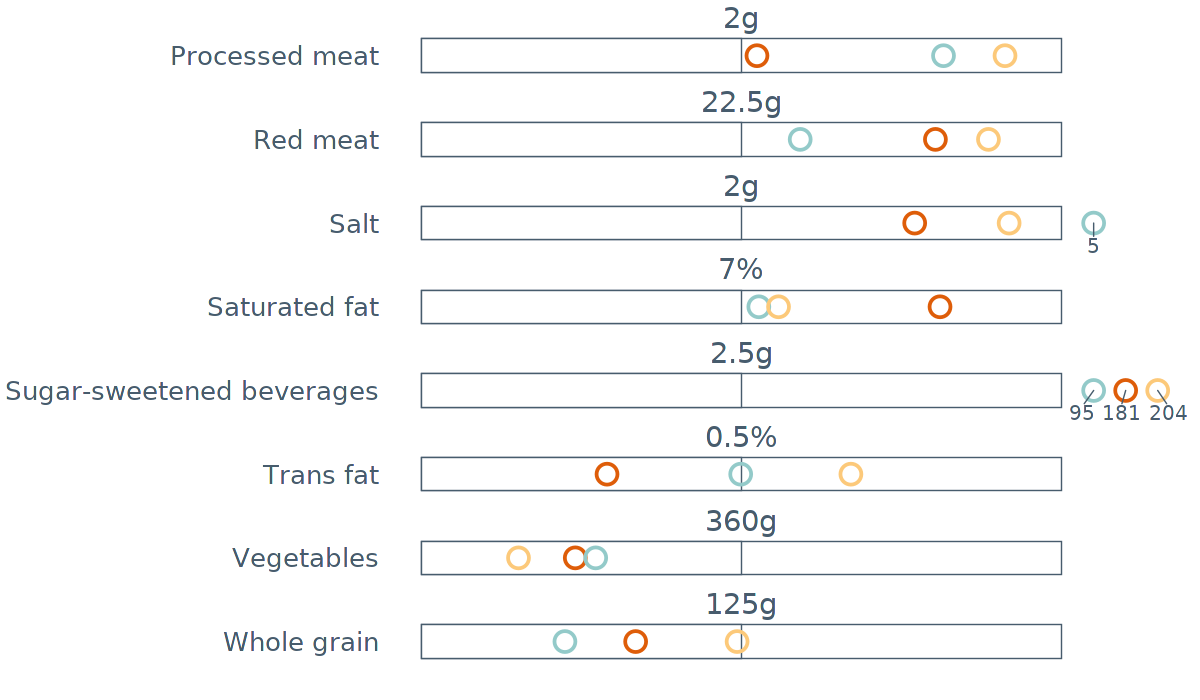 2g
Processed meat
22.5g
Red meat
2g
Salt
5
7%
Saturated fat
2.5g
Sugar-sweetened beverages
95 181 204
0.5%
Trans fat
360g
Vegetables
125g
Whole grain